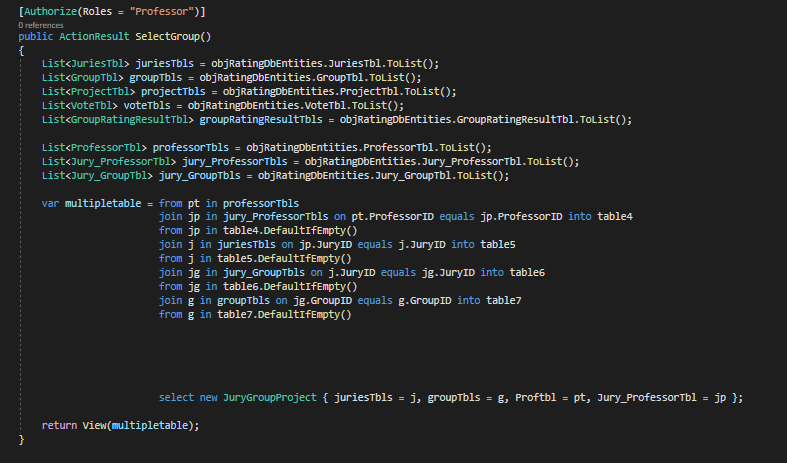 [Authorize(Roles = "Professor")]
0 references
public ActionResult SelectGroup()
{
List<JuriesTbl> juriesTbls = objRatingDbEntities.JuriesTbl.ToList();
List<GroupTbl> groupTbls = objRatingDbEntities.GroupTbl.ToList();
List<ProjectTbl> projectTbls = objRatingDbEntities.ProjectTbl.ToList();
List<VoteTbl> voteTbls = objRatingDbEntities.VoteTbl.ToList();
List<GroupRatingResultTbl> groupRatingResultTbls = objRatingDbEntities.GroupRatingResultTbl.ToList();
List<ProfessorTbl> professorTbls = objRatingDbEntities.ProfessorTbl.ToList();
List<Jury_ProfessorTbl> jury_ProfessorTbls = objRatingDbEntities.Jury_ProfessorTbl.ToList();
List<Jury_GroupTbl> jury_GroupTbls = objRatingDbEntities.Jury_GroupTbl.ToList();
var multipletable = from pt in professorTbls
join jp in jury_ProfessorTbls on pt.ProfessorID equals jp.ProfessorID into table4
from jp in table4.DefaultIfEmpty()
join j in juriesTbls on jp.JuryID equals j.JuryID into table5
from j in table5.DefaultIfEmpty()
join jg in jury_GroupTbls on j.JuryID equals jg.JuryID into table6
from jg in table6.DefaultIfEmpty()
join g in groupTbls on jg.GroupID equals g.GroupID into table7
from g in table7.DefaultIfEmpty()
select new JuryGroupProject { juriesTbls = j, groupTbls = g, Proftbl = pt, Jury_ProfessorTbl = jp };
return View(multipletable);
}